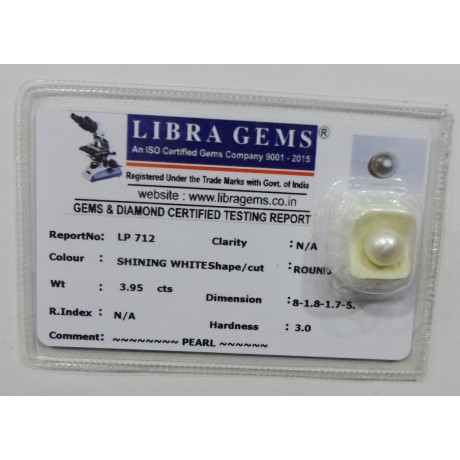 LIBRA GEMS®
An ISO Certified Gems Company 9001 - 2015
Registered Under the Trade Marks with Govt. of India
website : www.libragems.co.in
GEMS & DIAMOND CERTIFIED TESTING REPORT
ReportNo: LP 712 Clarity : N/A
Colour : SHINING WHITE Shape/cut : ROUND
Wt : 3.95 cts Dimension : 8-1.8-1.7-5.
R.Index : N/A Hardness : 3.0
Comment: ~~~~~~~~ PEARL ~~~~~~